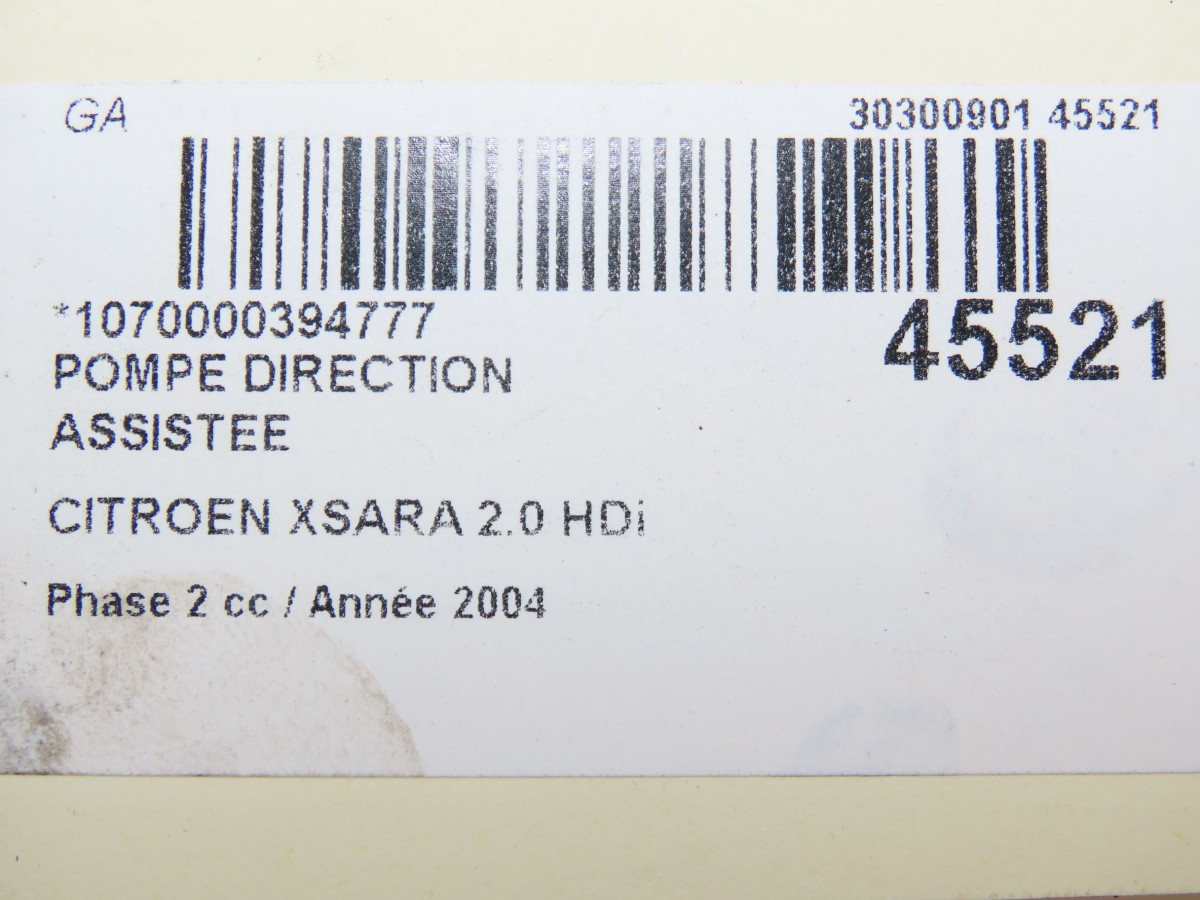 GA
30300901 45521
*1070000394777
45521
POMPE DIRECTION
ASSISTEE
CITROEN XSARA 2.0 HDi
Phase 2 cc / Année 2004